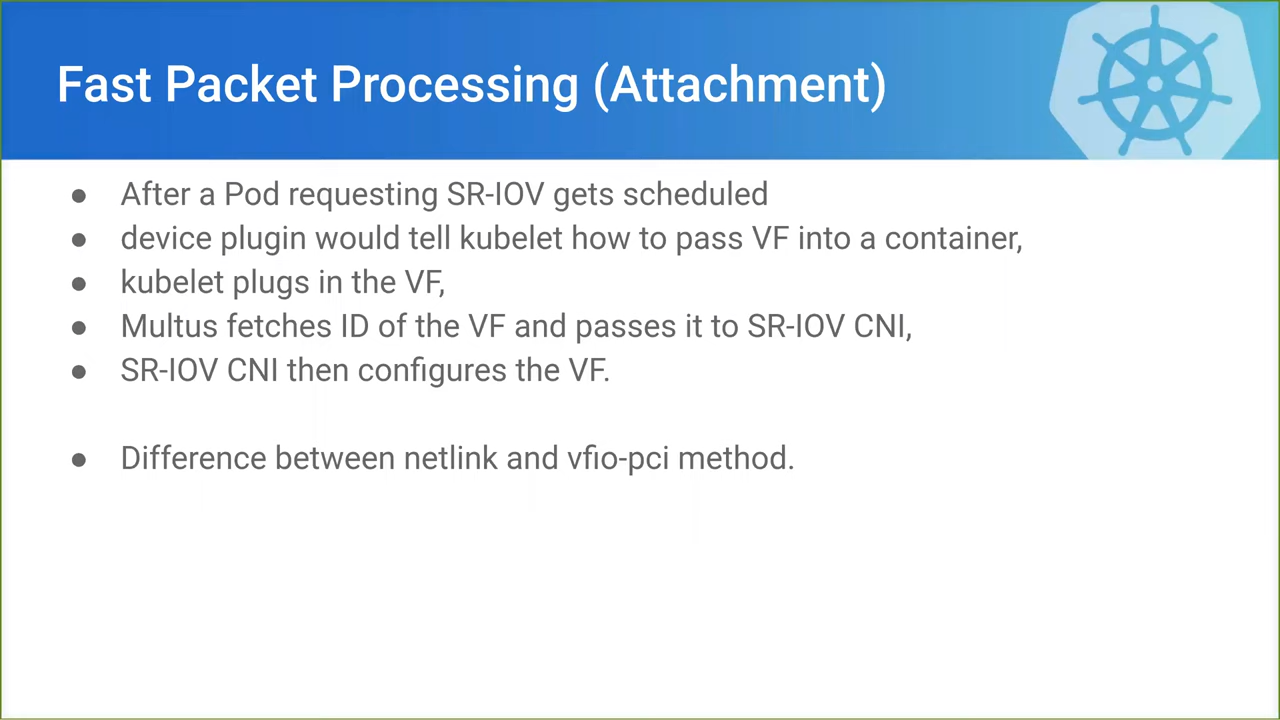 Fast Packet Processing (Attachment)
● After a Pod requesting SR-IOV gets scheduled
● device plugin would tell kubelet how to pass VF into a container,
● kubelet plugs in the VF,
● Multus fetches ID of the VF and passes it to SR-IOV CNI,
● SR-IOV CNI then configures the VF.
● Difference between netlink and vfio-pci method.